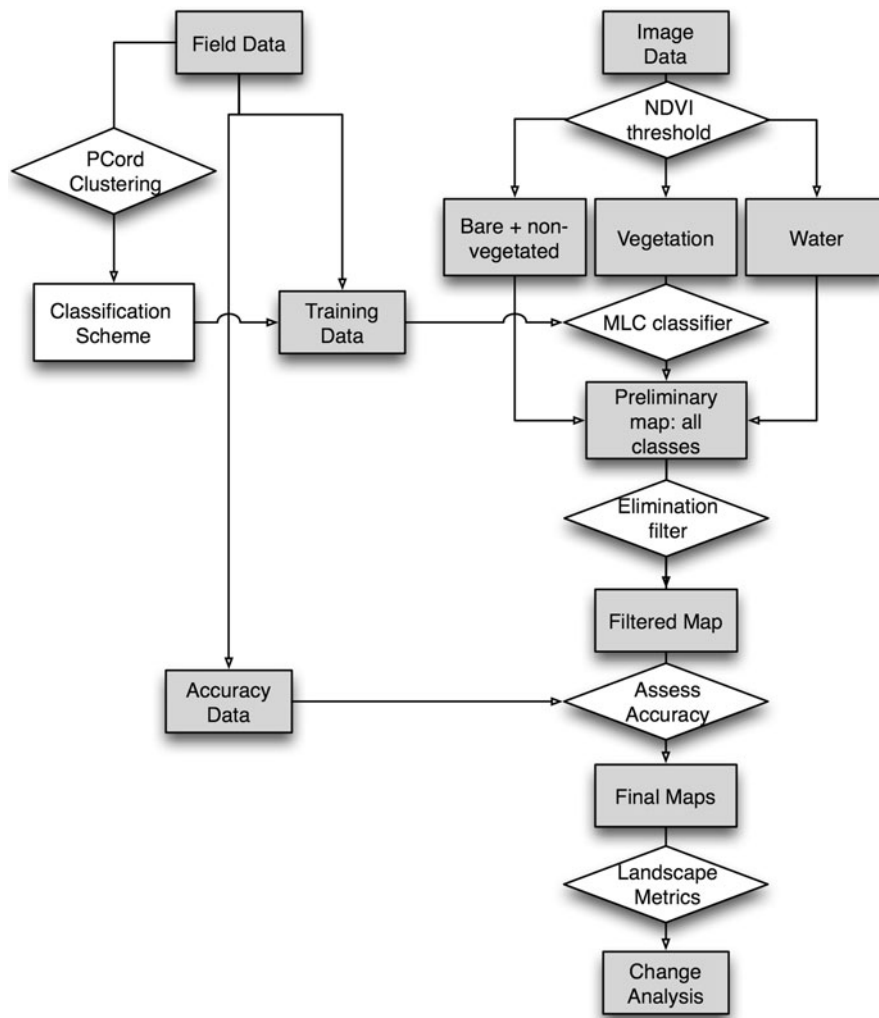 Field Data
Image
Data
NDVI
threshold
PCord
Clustering
Bare + non-
vegetated
Vegetation
Water
Classification
Scheme
Training
Data
MLC classifier
Preliminary
map: all
classes
Elimination
filter
Filtered Map
Accuracy
Data
Assess
Accuracy
Final Maps
Landscape
Metrics
Change
Analysis